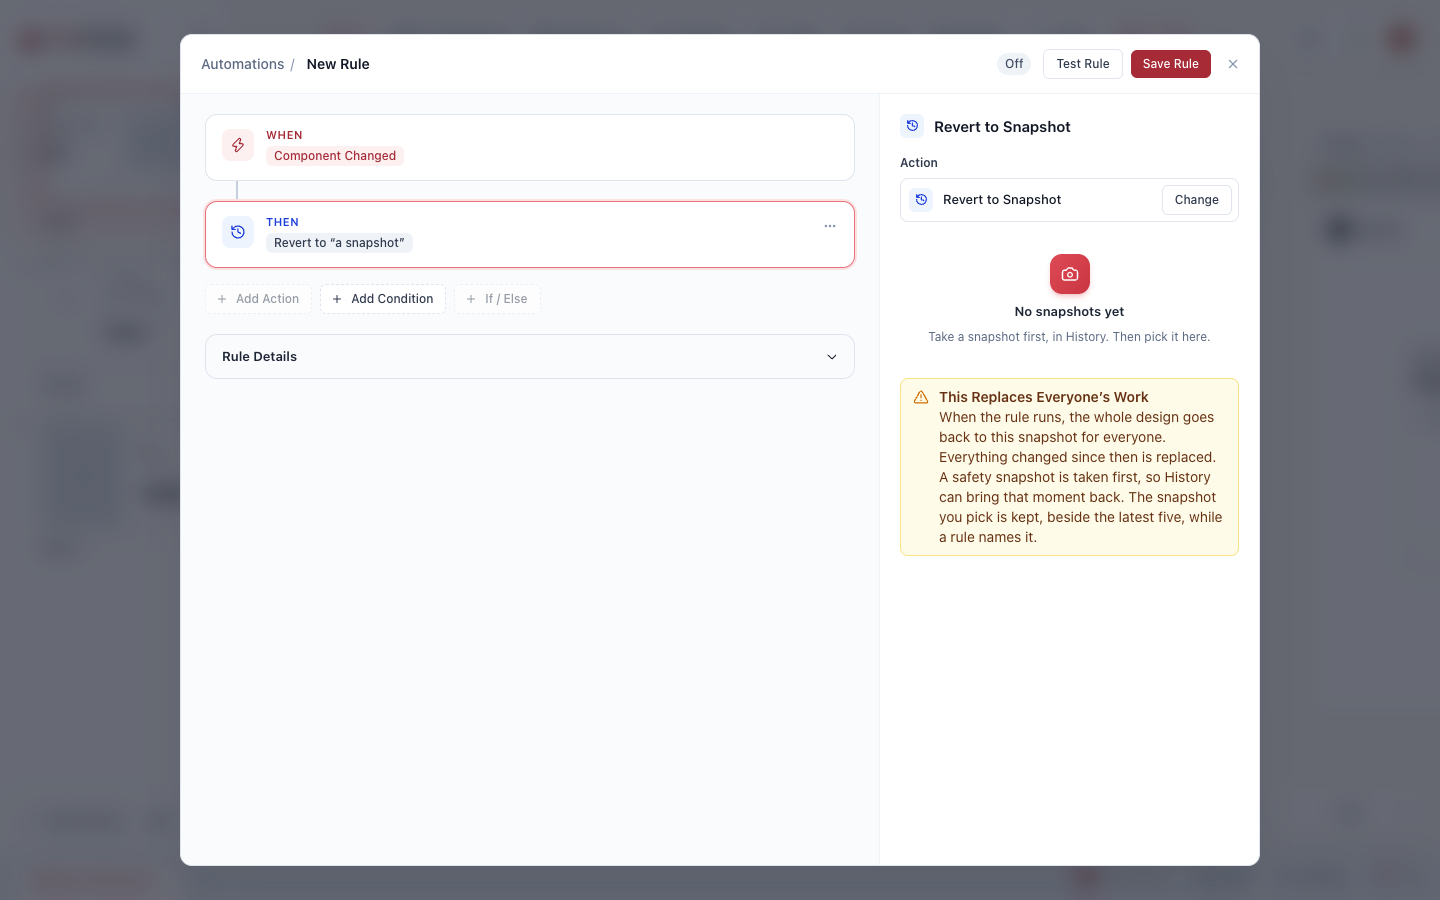 Automations / New Rule
Off
Test Rule
Save Rule
WHEN
Component Changed
THEN
Revert to “a snapshot”
Add Action
Add Condition
If / Else
Rule Details
Revert to Snapshot
Action
Revert to Snapshot
Change
No snapshots yet
Take a snapshot first, in History. Then pick it here.
This Replaces Everyone’s Work
When the rule runs, the whole design goes
back to this snapshot for everyone.
Everything changed since then is replaced.
A safety snapshot is taken first, so History
can bring that moment back. The snapshot
you pick is kept, beside the latest five, while
a rule names it.